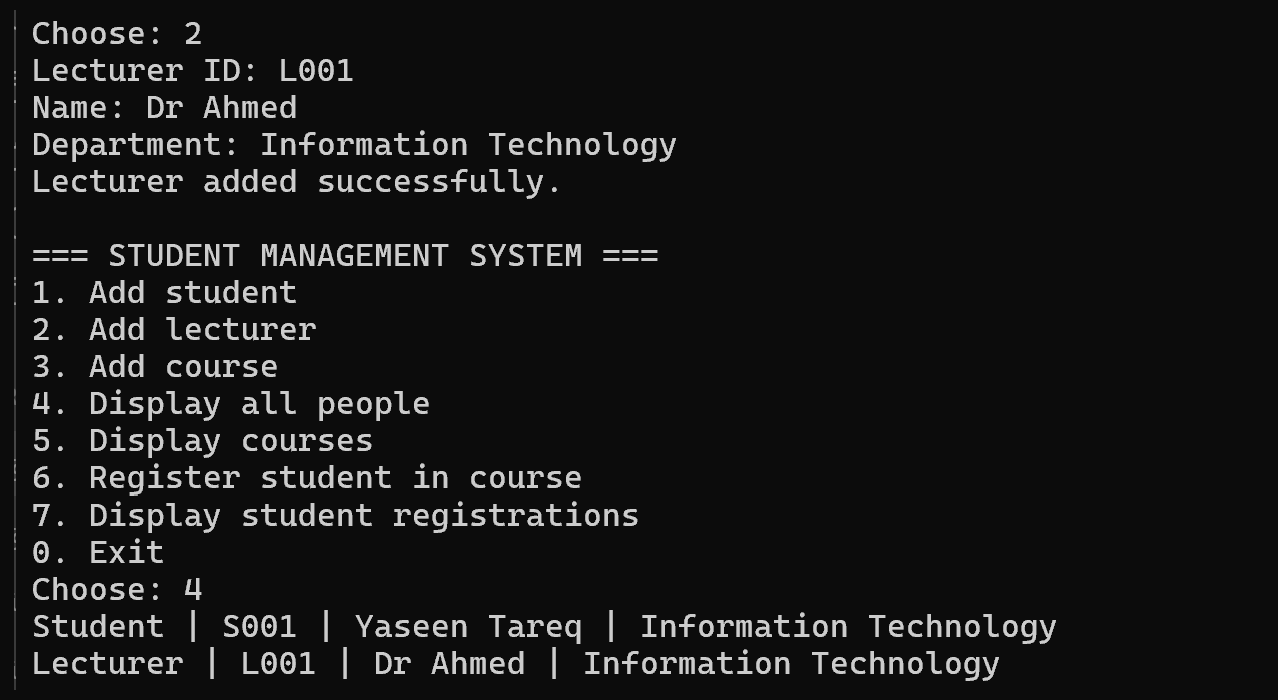 Choose: 2
Lecturer ID: L001
Name: Dr Ahmed
Department: Information Technology
Lecturer added successfully.

=== STUDENT MANAGEMENT SYSTEM ===
1. Add student
2. Add lecturer
3. Add course
4. Display all people
5. Display courses
6. Register student in course
7. Display student registrations
0. Exit
Choose: 4
Student | S001 | Yaseen Tareq | Information Technology
Lecturer | L001 | Dr Ahmed | Information Technology